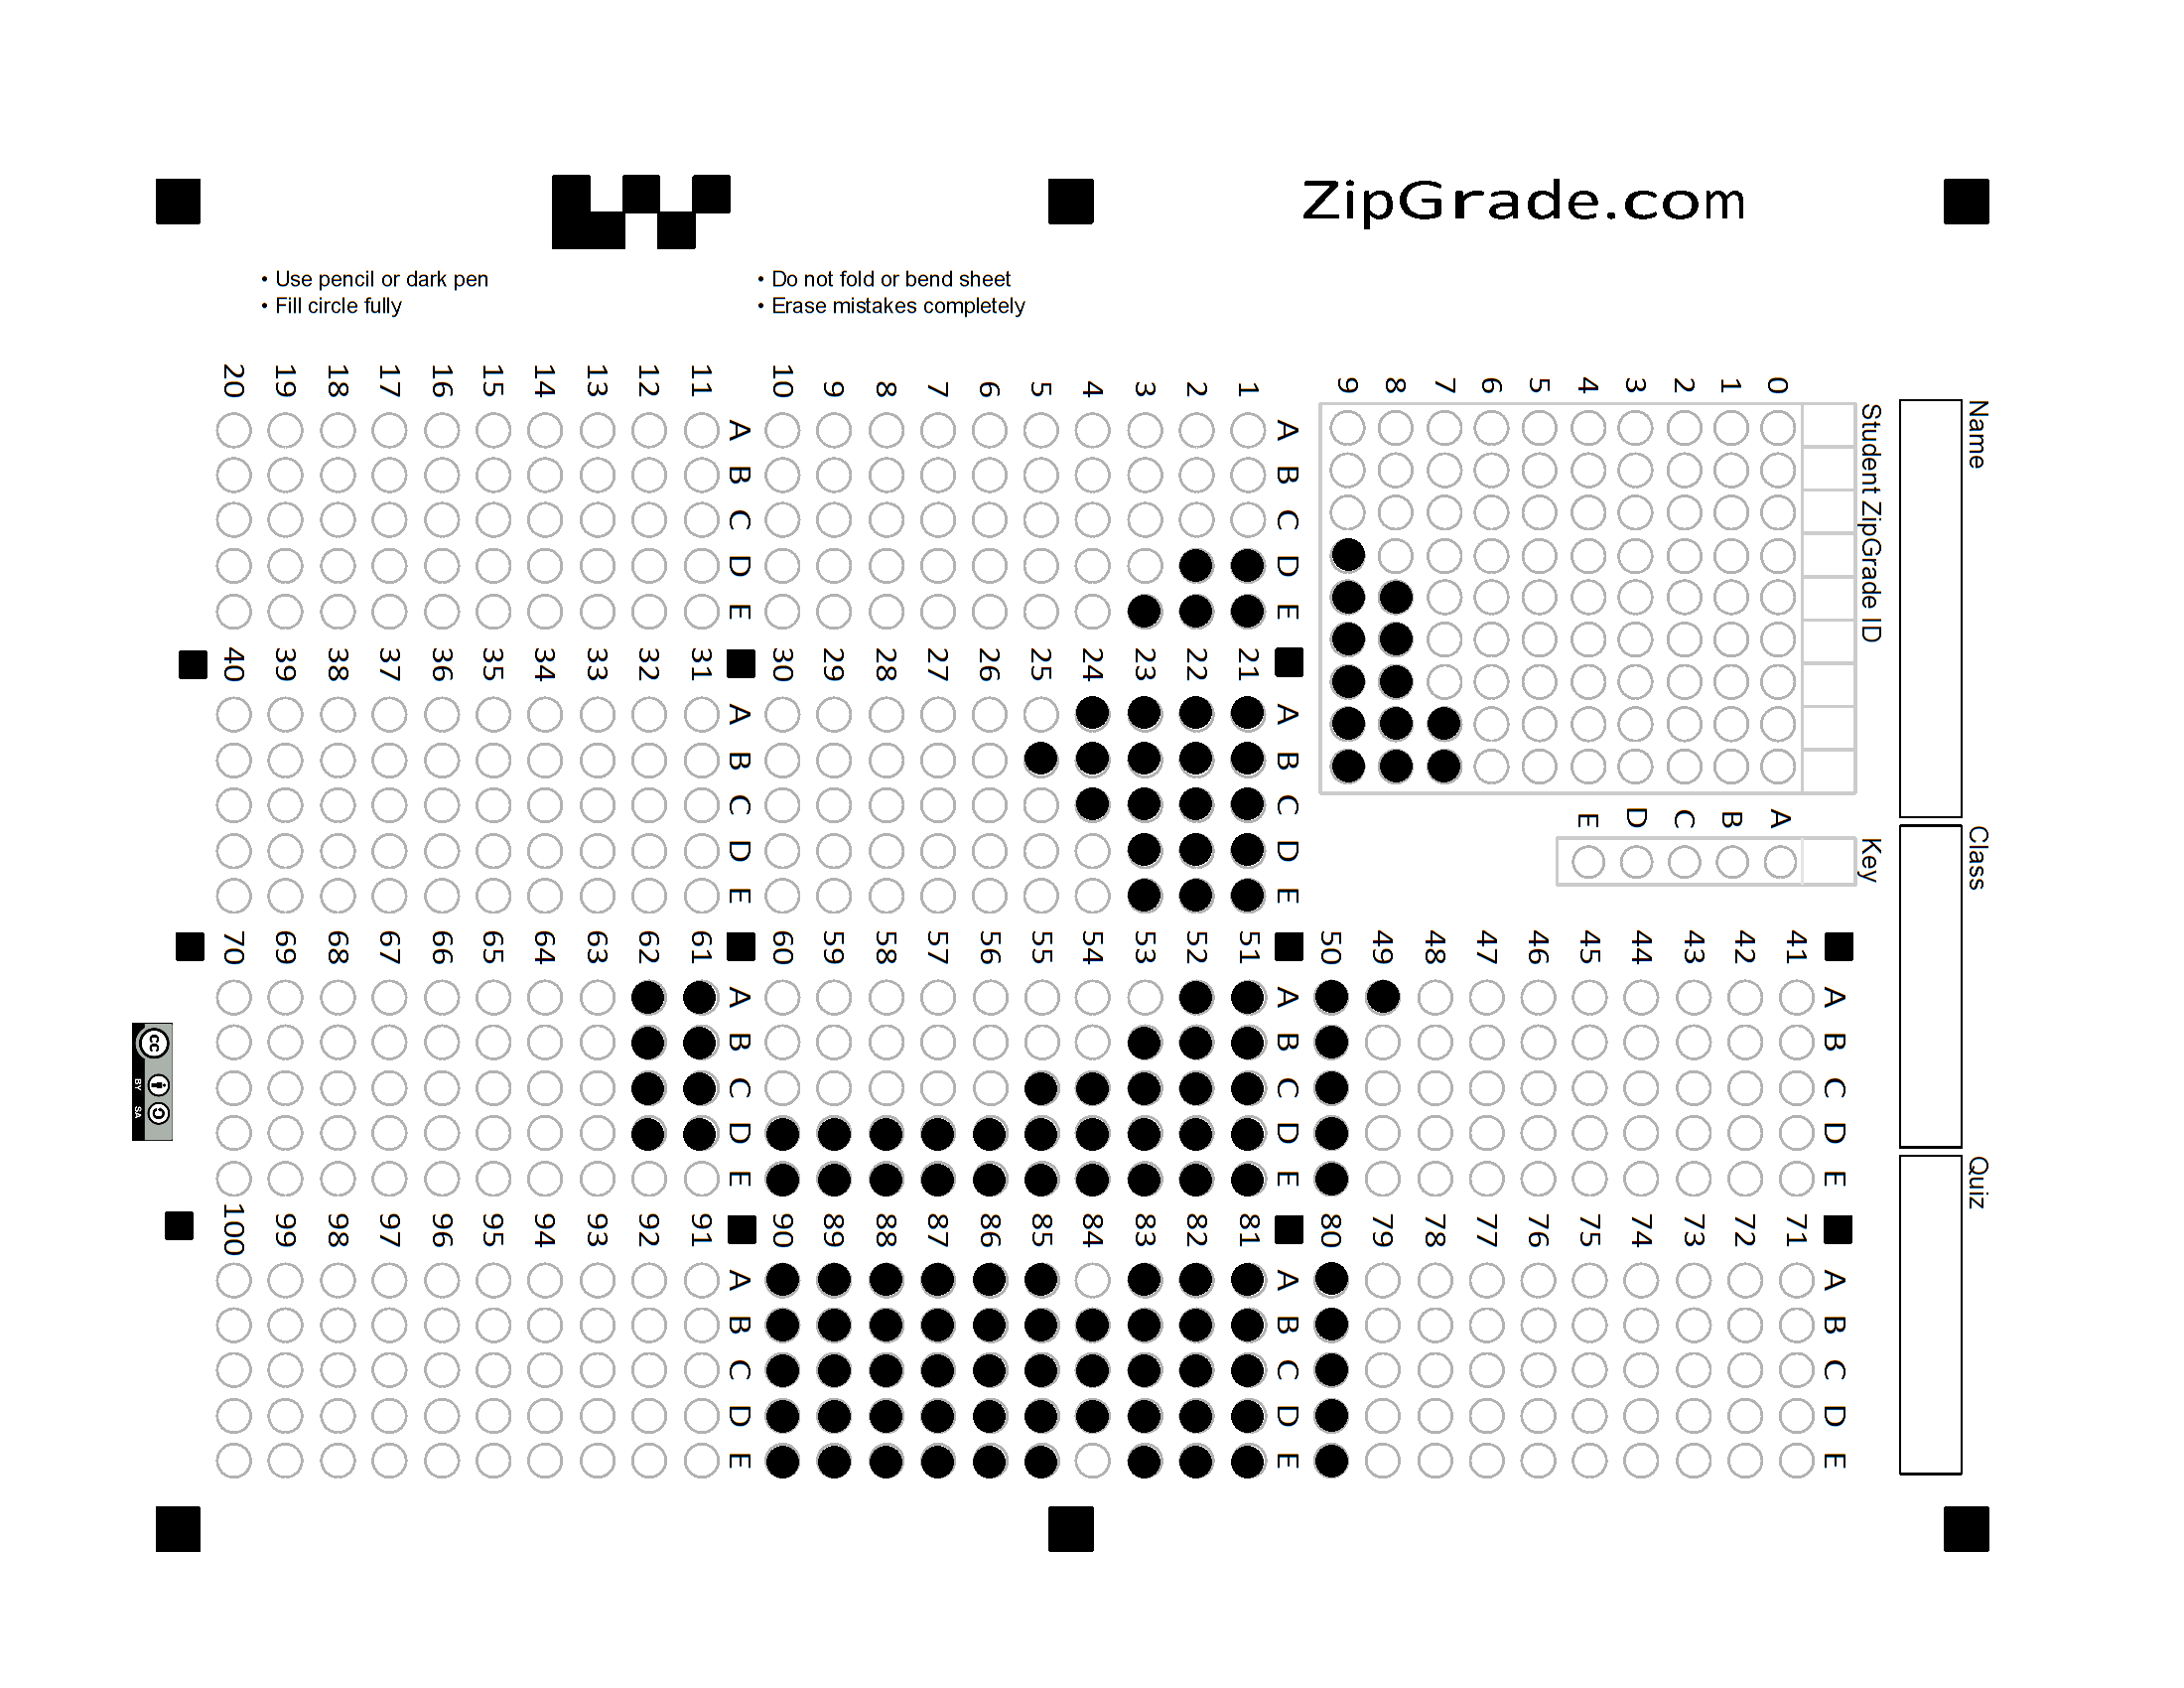 ZipGrade.com
• Use pencil or dark pen
• Fill circle fully
• Do not fold or bend sheet
• Erase mistakes completely
Name
Class
Quiz
Student ZipGrade ID
0 1 2 3 4 5 6 7 8 9
Key
A B C D E
1 2 3 4 5 6 7 8 9 10
A B C D E
11 12 13 14 15 16 17 18 19 20
A B C D E
21 22 23 24 25 26 27 28 29 30
A B C D E
31 32 33 34 35 36 37 38 39 40
A B C D E
41 42 43 44 45 46 47 48 49 50
A B C D E
51 52 53 54 55 56 57 58 59 60
A B C D E
61 62 63 64 65 66 67 68 69 70
A B C D E
71 72 73 74 75 76 77 78 79 80
A B C D E
81 82 83 84 85 86 87 88 89 90
A B C D E
91 92 93 94 95 96 97 98 99 100
A B C D E
cc
BY SA